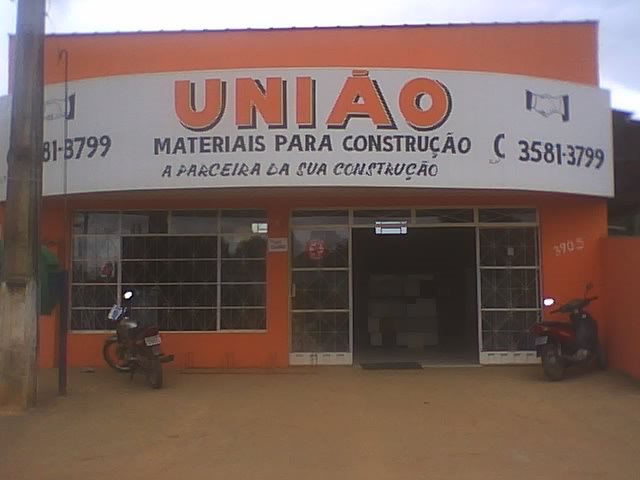 UNIÃO
MATERIAIS PARA CONSTRUÇÃO
A PARCEIRA DA SUA CONSTRUÇÃO
81-3799
3581-3799
3905